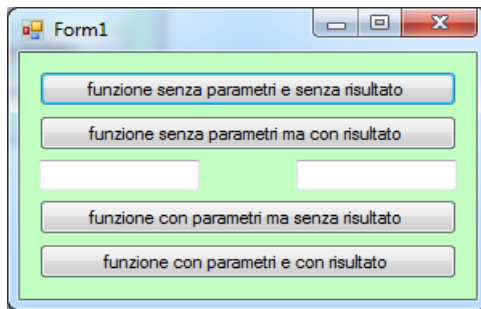 Form1
funzione senza parametri e senza risultato
funzione senza parametri ma con risultato
funzione con parametri ma senza risultato
funzione con parametri e con risultato